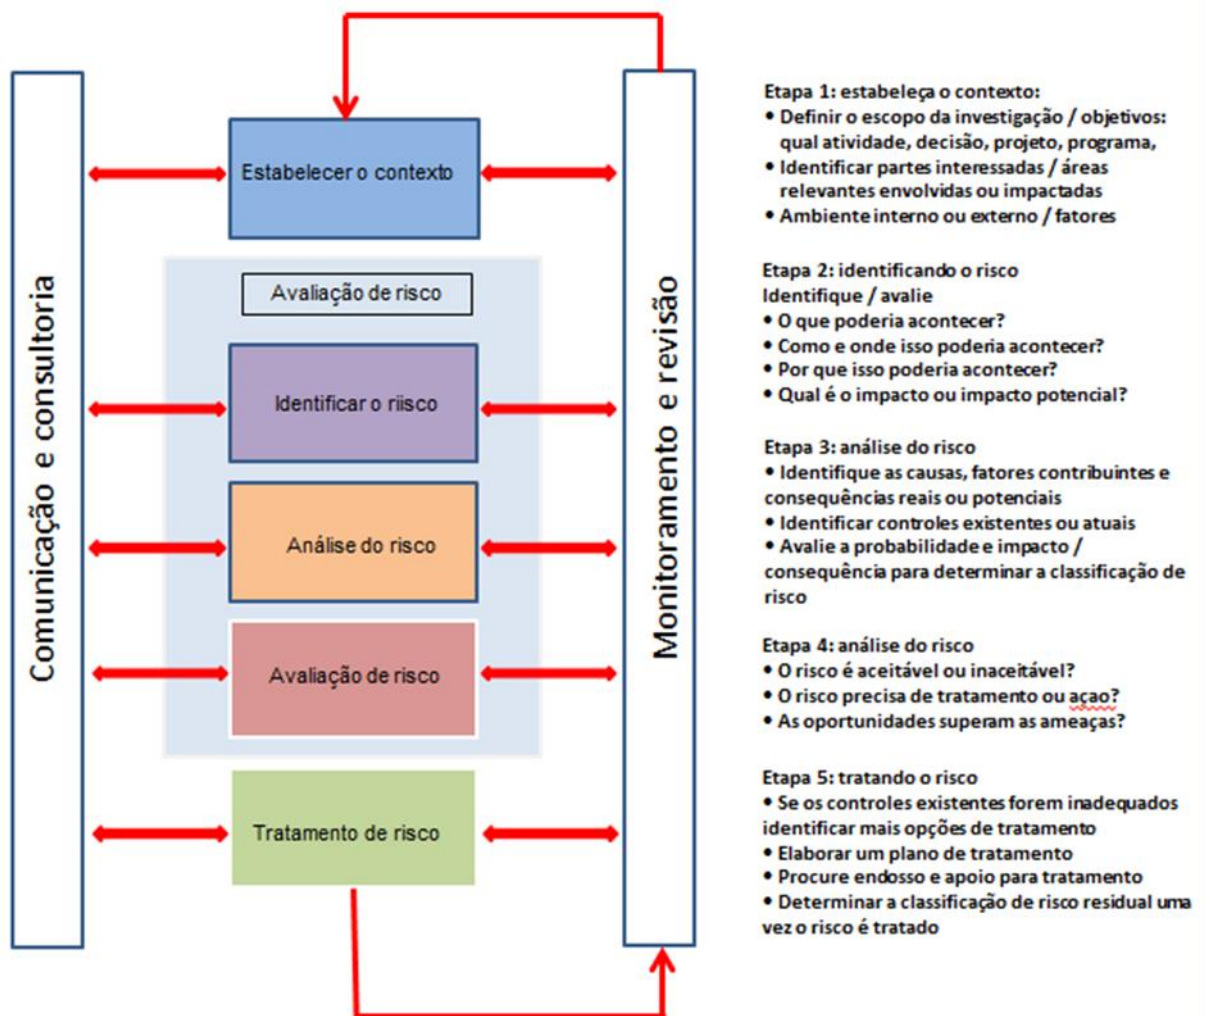 Comunicação e consultoria
Estabelecer o contexto
Avaliação de risco
Identificar o riisco
Análise do risco
Avaliação de risco
Tratamento de risco
Monitoramento e revisão
Etapa 1: estabeleça o contexto:
• Definir o escopo da investigação / objetivos:
qual atividade, decisão, projeto, programa,
• Identificar partes interessadas / áreas
relevantes envolvidas ou impactadas
• Ambiente interno ou externo / fatores
Etapa 2: identificando o risco
Identifique / avalie
• O que poderia acontecer?
• Como e onde isso poderia acontecer?
• Por que isso poderia acontecer?
• Qual é o impacto ou impacto potencial?
Etapa 3: análise do risco
• Identifique as causas, fatores contribuintes e
consequências reais ou potenciais
• Identificar controles existentes ou atuais
• Avalie a probabilidade e impacto /
consequência para determinar a classificação de
risco
Etapa 4: análise do risco
• O risco é aceitável ou inaceitável?
• O risco precisa de tratamento ou açao?
• As oportunidades superam as ameaças?
Etapa 5: tratando o risco
• Se os controles existentes forem inadequados
identificar mais opções de tratamento
• Elaborar um plano de tratamento
• Procure endosso e apoio para tratamento
• Determinar a classificação de risco residual uma
vez o risco é tratado